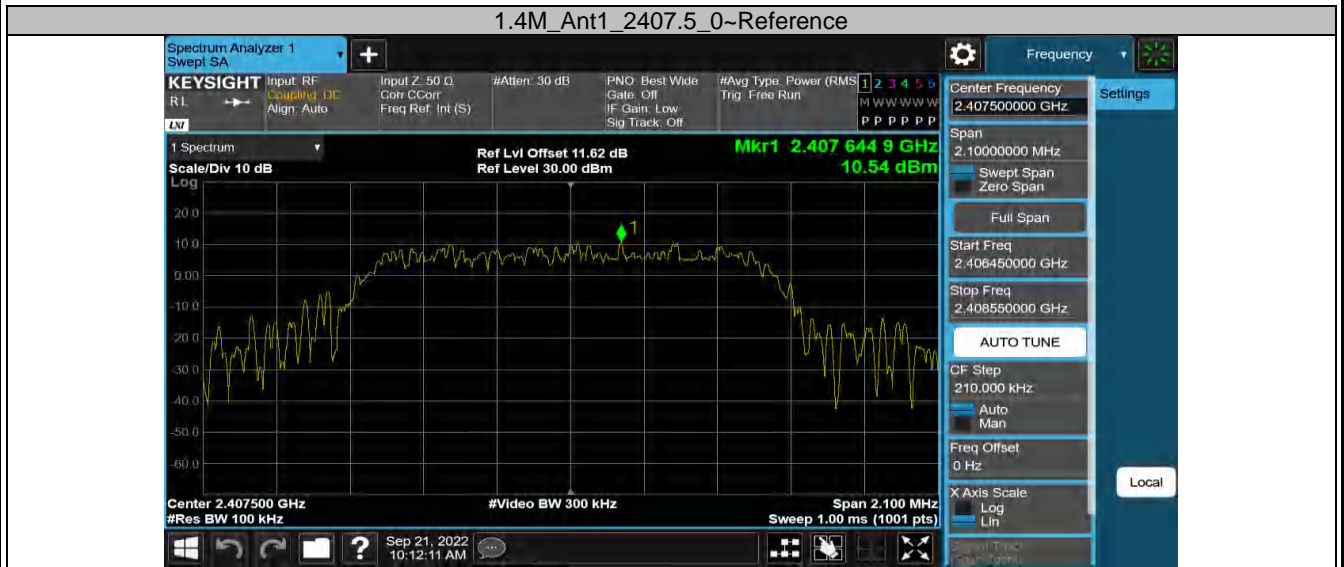 1.4M_Ant1_2407.5_0~Reference
Spectrum Analyzer 1
Swept SA
+
Frequency
KEYSIGHT
RL
LXI
Input: RF
Coupling: DC
Align: Auto
Input Z: 50 Ω
Corr CCorr
Freq Ref: Int (S)
#Atten: 30 dB
PNO: Best Wide
Gate: Off
IF Gain: Low
Sig Track: Off
#Avg Type: Power (RMS
Trig: Free Run
1 2 3 4 5 6
M W W W W W
P P P P P P
1 Spectrum
Scale/Div 10 dB
Log
Ref Lvl Offset 11.62 dB
Ref Level 30.00 dBm
Mkr1 2.407 644 9 GHz
10.54 dBm
1
20.0
10.0
0.00
-10.0
-20.0
-30.0
-40.0
-50.0
-60.0
Center 2.407500 GHz
#Res BW 100 kHz
#Video BW 300 kHz
Span 2.100 MHz
Sweep 1.00 ms (1001 pts)
Center Frequency
2.407500000 GHz
Span
2.10000000 MHz
Swept Span
Zero Span
Full Span
Start Freq
2.406450000 GHz
Stop Freq
2.408550000 GHz
AUTO TUNE
CF Step
210.000 kHz
Auto
Man
Freq Offset
0 Hz
X Axis Scale
Log
Lin
Settings
Local
?
Sep 21, 2022
10:12:11 AM